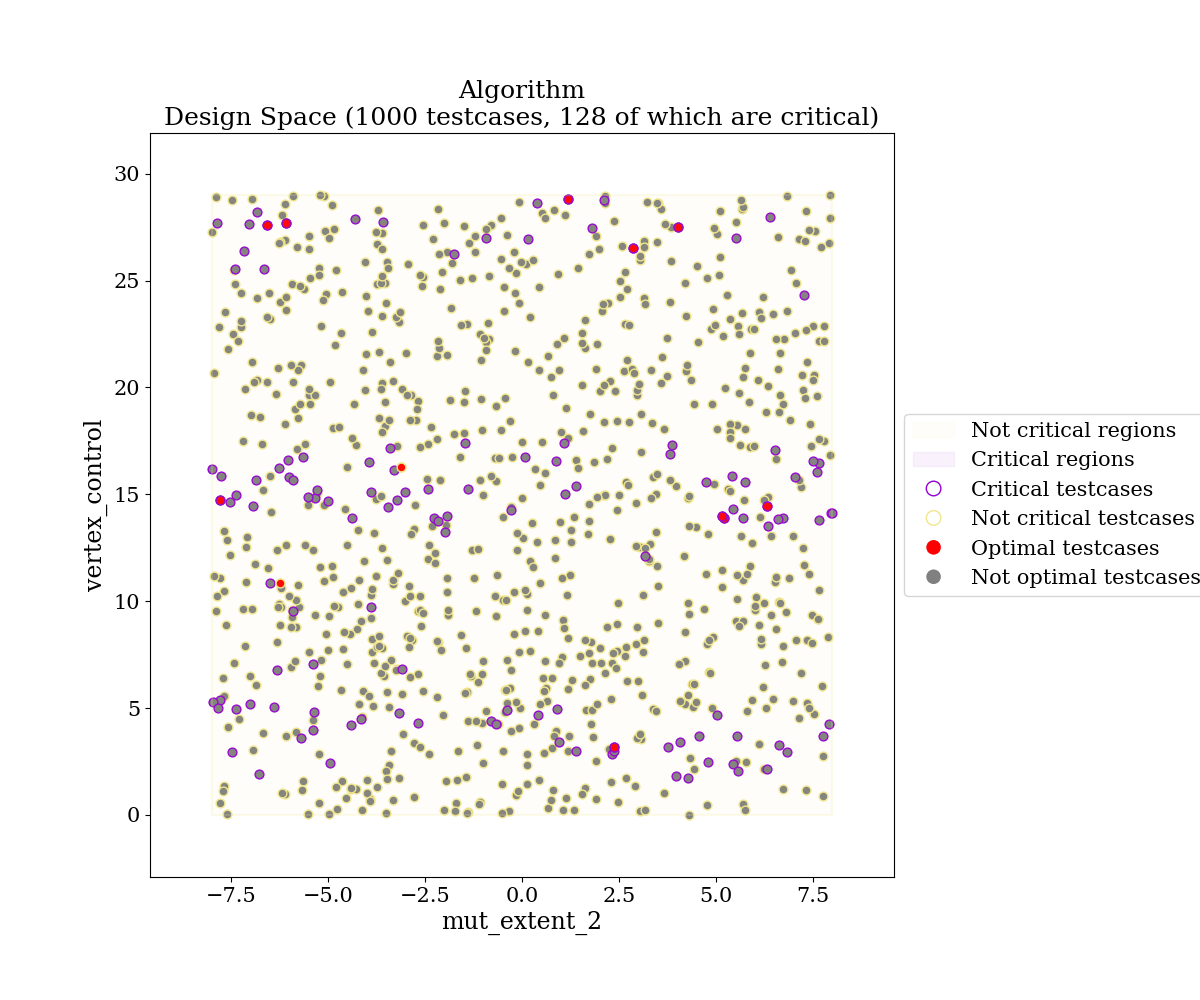 Algorithm
Design Space (1000 testcases, 128 of which are critical)
30
25
20
15
10
5
0
vertex_control
−7.5
−5.0
−2.5
0.0
2.5
5.0
7.5
mut_extent_2
Not critical regions
Critical regions
Critical testcases
Not critical testcases
Optimal testcases
Not optimal testcases